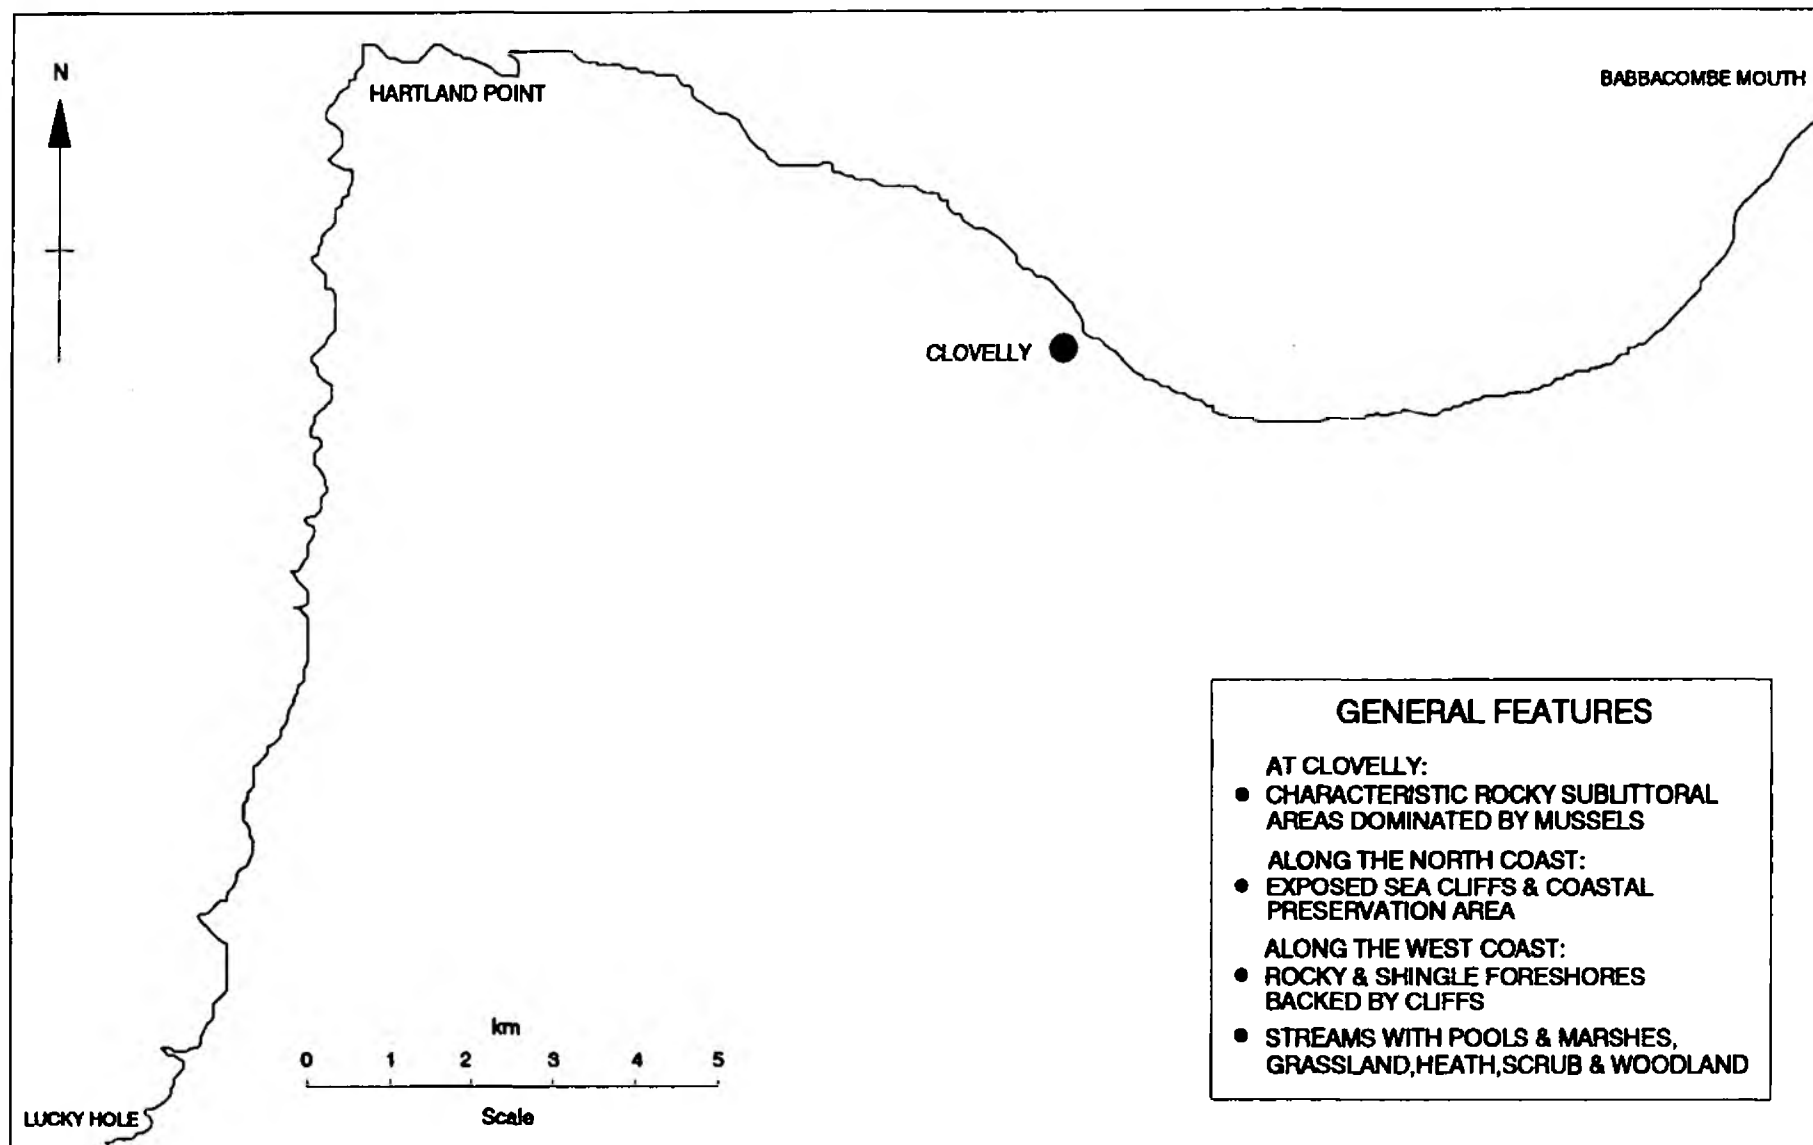 N
HARTLAND POINT
BABBACOMBE MOUTH
CLOVELLY
GENERAL FEATURES
AT CLOVELLY:
● CHARACTERISTIC ROCKY SUBLITTORAL
AREAS DOMINATED BY MUSSELS
ALONG THE NORTH COAST:
● EXPOSED SEA CLIFFS & COASTAL
PRESERVATION AREA
ALONG THE WEST COAST:
● ROCKY & SHINGLE FORESHORES
BACKED BY CLIFFS
● STREAMS WITH POOLS & MARSHES,
GRASSLAND,HEATH,SCRUB & WOODLAND
km
0 1 2 3 4 5
Scale
LUCKY HOLE